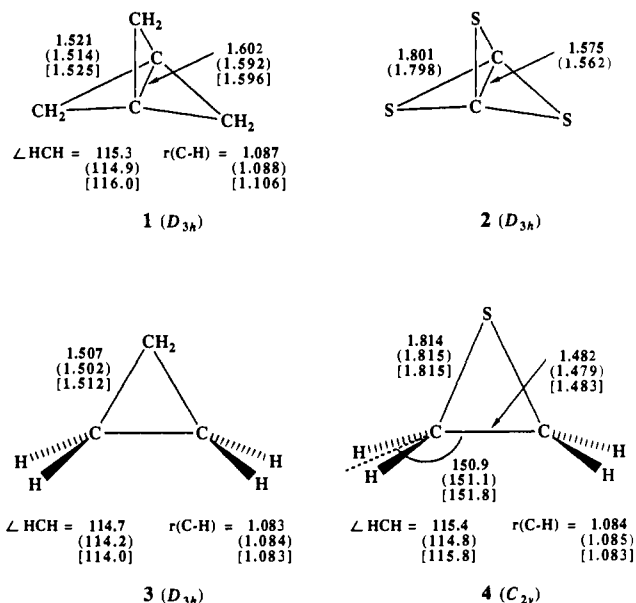 CH2
1.521
(1.514)
[1.525]
1.602
(1.592)
[1.596]
C
CH2
C
CH2
∠ HCH = 115.3 r(C-H) = 1.087
(114.9) (1.088)
[116.0] [1.106]
1 (D3h)
S
1.801
(1.798)
1.575
(1.562)
C
S
C
S
2 (D3h)
1.507
(1.502)
[1.512]
CH2
C
C
H
H
H
H
∠ HCH = 114.7 r(C-H) = 1.083
(114.2) (1.084)
[114.0] [1.083]
3 (D3h)
S
1.814
(1.815)
[1.815]
1.482
(1.479)
[1.483]
C
C
H
H
H
H
150.9
(151.1)
[151.8]
∠ HCH = 115.4 r(C-H) = 1.084
(114.8) (1.085)
[115.8] [1.083]
4 (C2v)